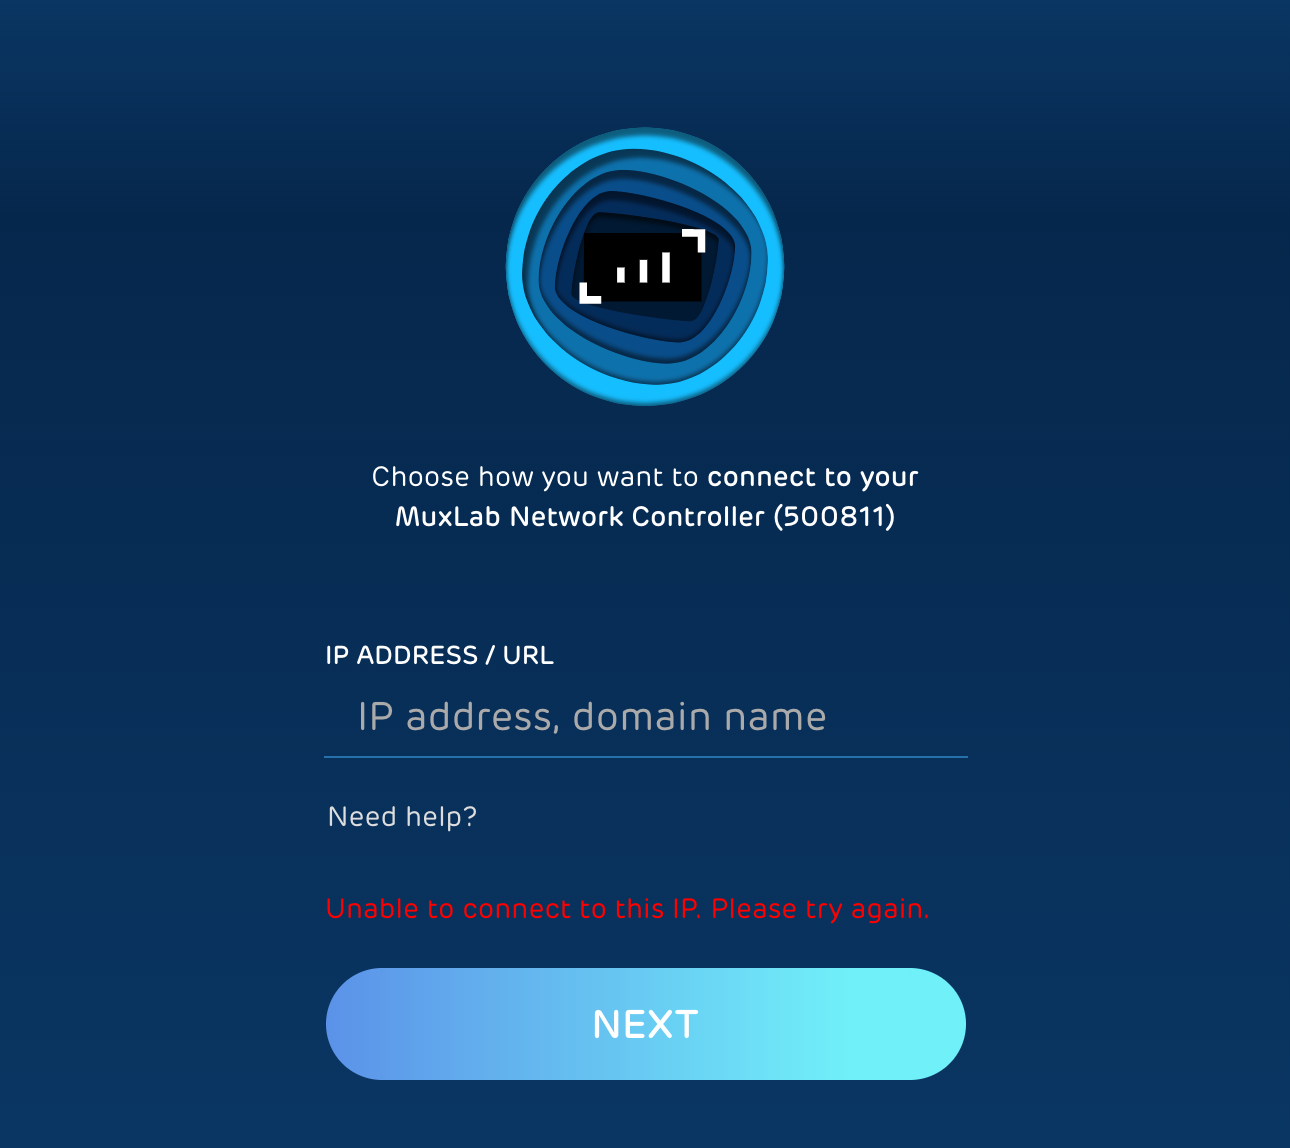 Choose how you want to connect to your
MuxLab Network Controller (500811)
IP ADDRESS / URL
IP address, domain name
Need help?
Unable to connect to this IP. Please try again.
NEXT